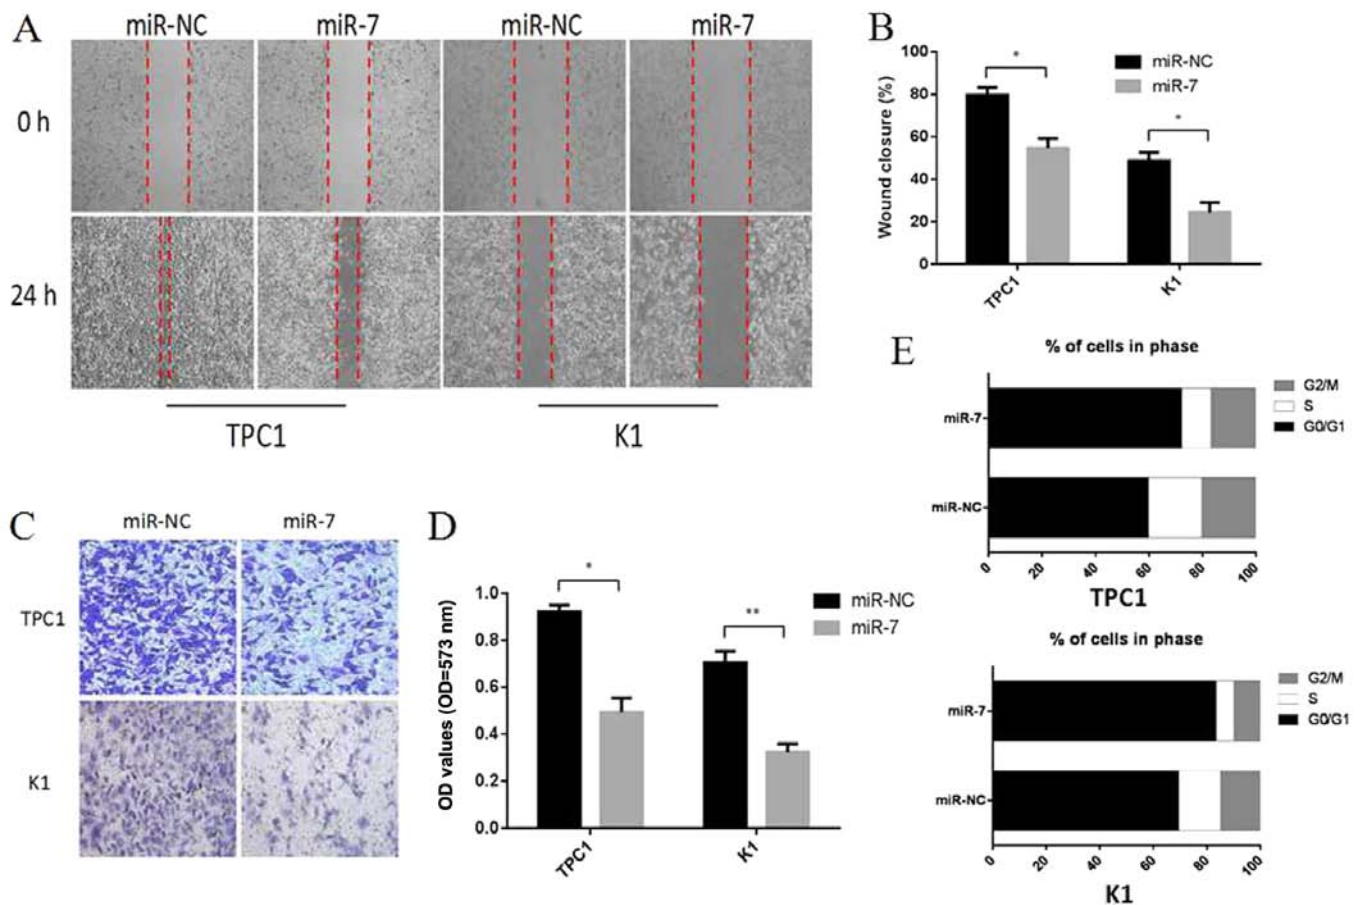 A
miR-NC
miR-7
miR-NC
miR-7
0 h
24 h
TPC1
K1
B
100
80
60
40
20
0
Wound closure (%)
*
*
miR-NC
miR-7
TPC1
K1
C
miR-NC
miR-7
TPC1
K1
D
1.0
0.8
0.6
0.4
0.2
0.0
OD values (OD=573 nm)
*
**
miR-NC
miR-7
TPC1
K1
E
% of cells in phase
miR-7
miR-NC
G2/M
S
G0/G1
0
20
40
60
80
100
TPC1
% of cells in phase
miR-7
miR-NC
G2/M
S
G0/G1
0
20
40
60
80
100
K1